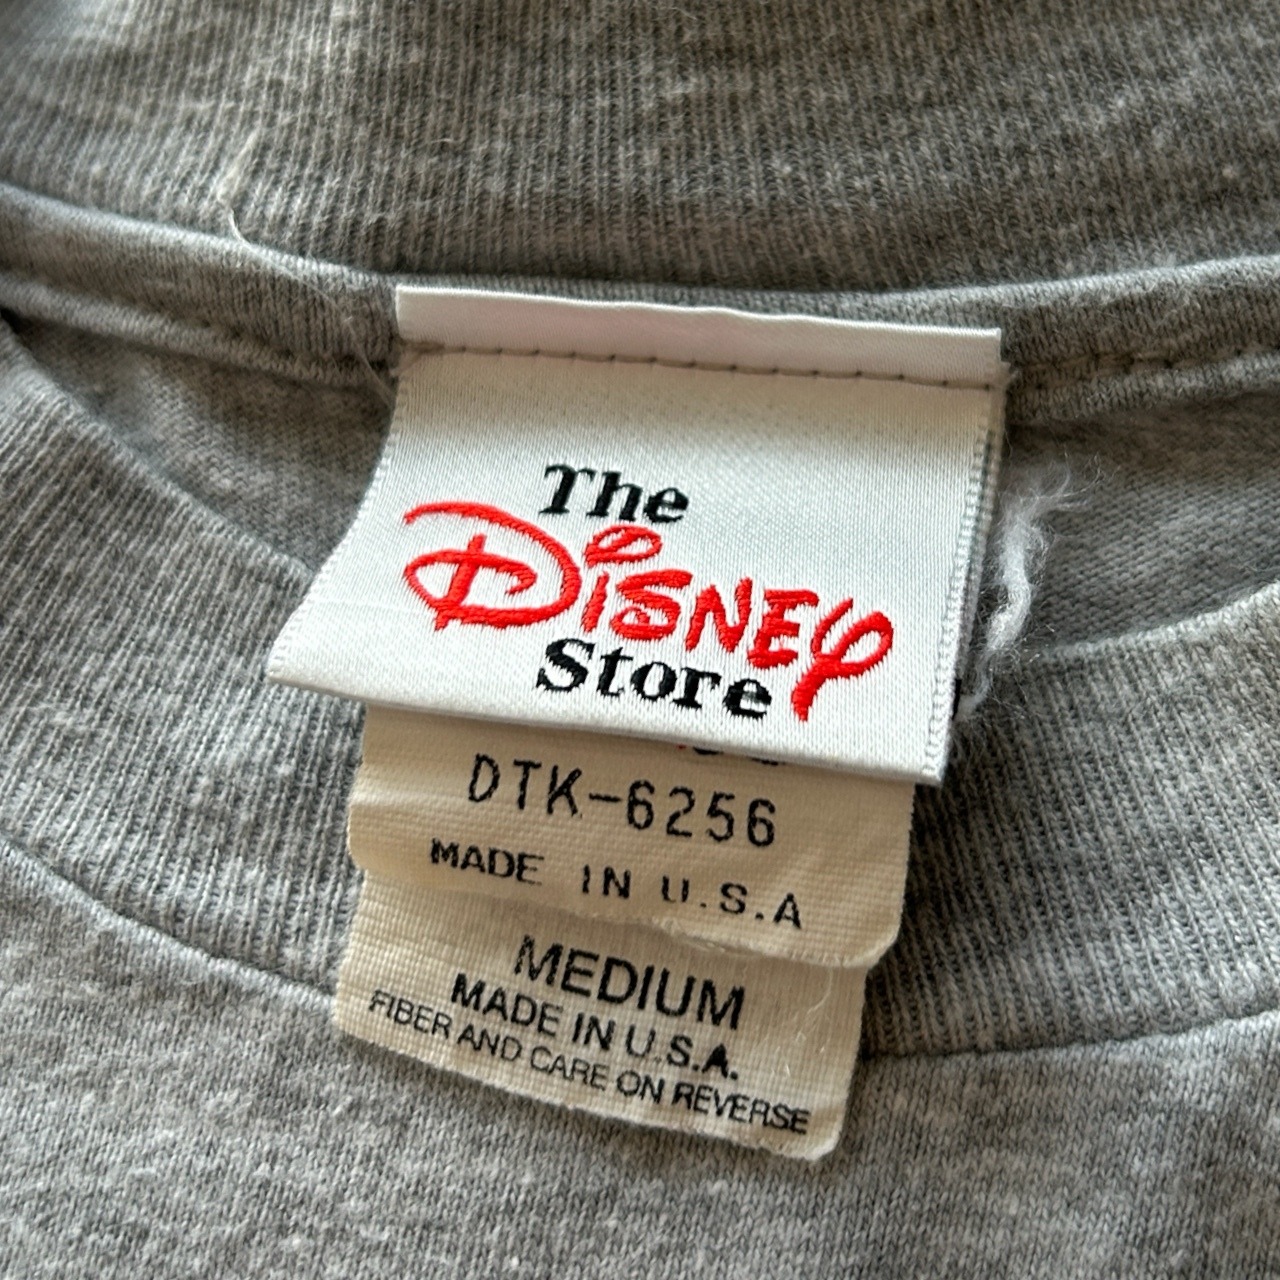 The
Disney
Store
DTK-6256
MADE IN U.S.A
MEDIUM
MADE IN U.S.A.
FIBER AND CARE ON REVERSE